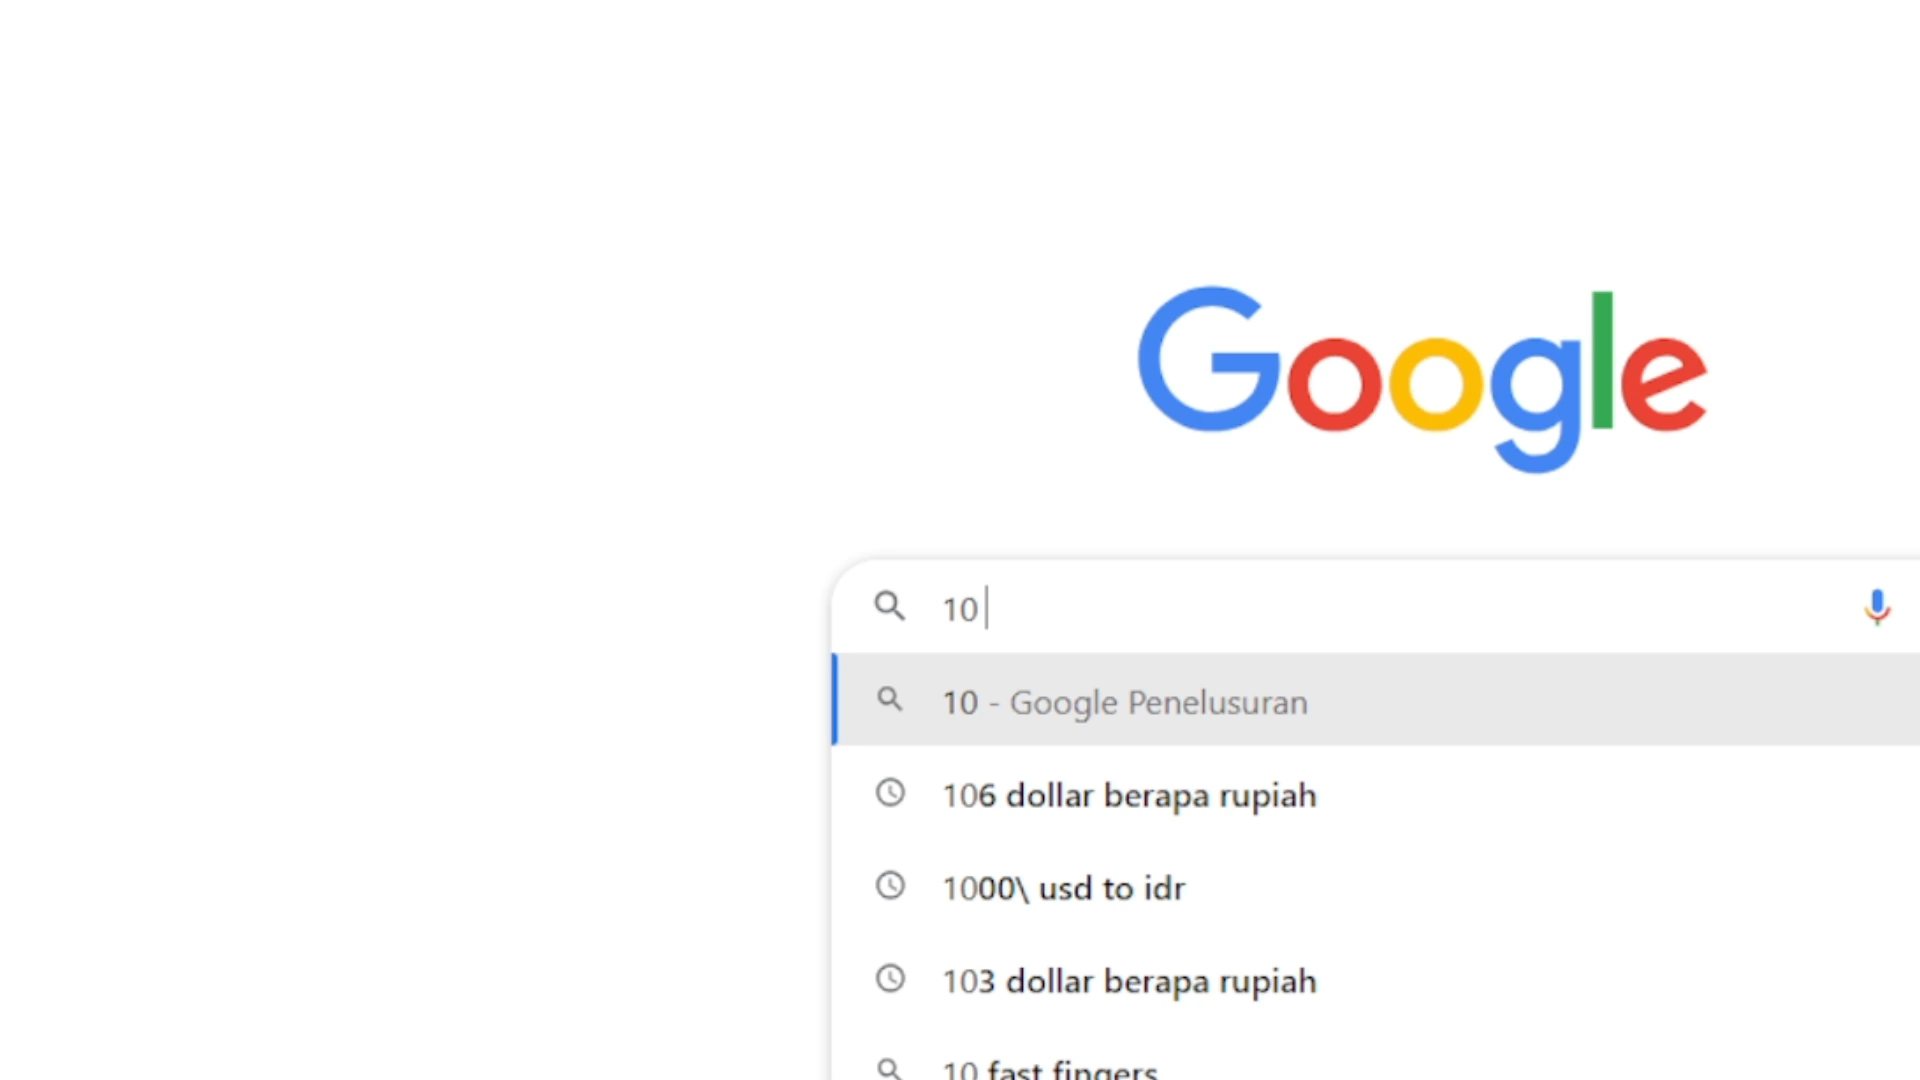 Google
10
10 - Google Penelusuran
106 dollar berapa rupiah
1000\ usd to idr
103 dollar berapa rupiah
10 fast fingers